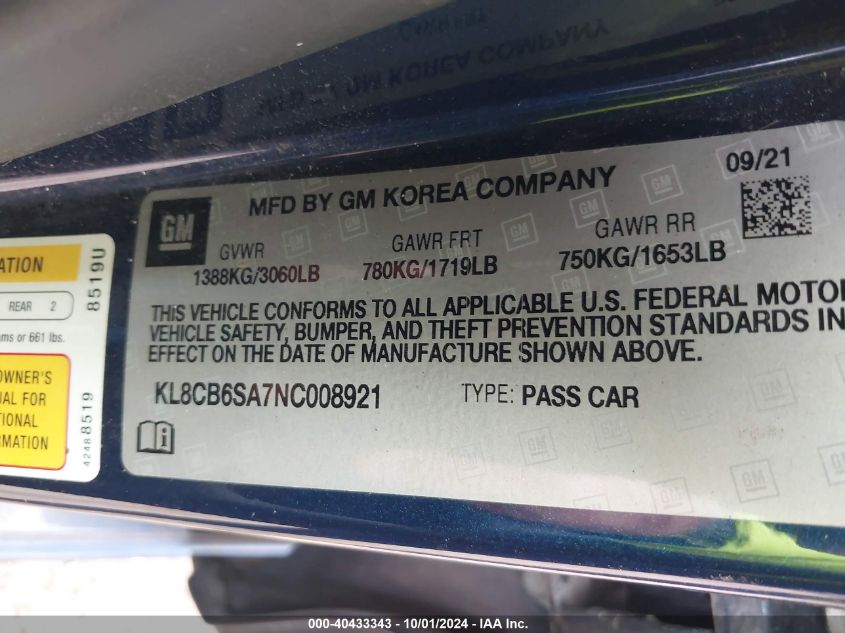 09/21
MFD BY GM KOREA COMPANY
GM
GVWR GAWR FRT GAWR RR
1388KG/3060LB 780KG/1719LB 750KG/1653LB
THIS VEHICLE CONFORMS TO ALL APPLICABLE U.S. FEDERAL MOTOR
VEHICLE SAFETY, BUMPER, AND THEFT PREVENTION STANDARDS IN
EFFECT ON THE DATE OF MANUFACTURE SHOWN ABOVE.
KL8CB6SA7NC008921 TYPE: PASS CAR
ATION
REAR 2
ms or 661 lbs.
OWNER'S
UAL FOR
TIONAL
RMATION
8519U
42488519
000-40433343 - 10/01/2024 - IAA Inc.